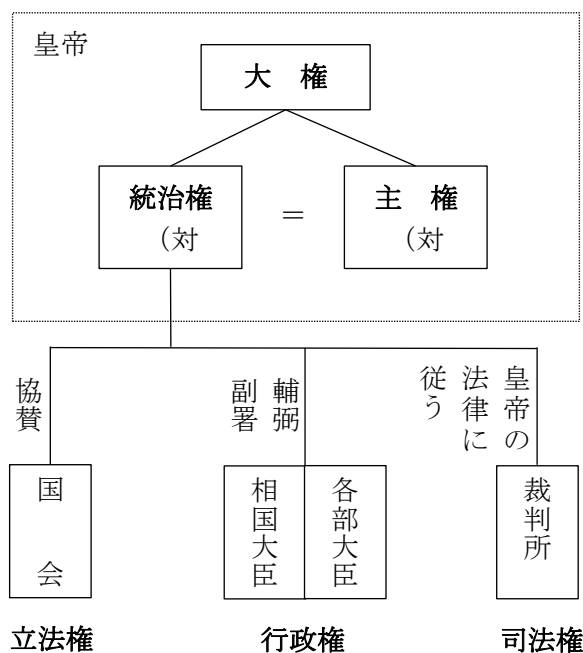 皇帝
大　権
統治権
（対
＝
主　権
（対
協賛
輔弼
副署
皇帝の
法律に
従う
国　会
相国大臣
各部大臣
裁判所
立法権
行政権
司法権